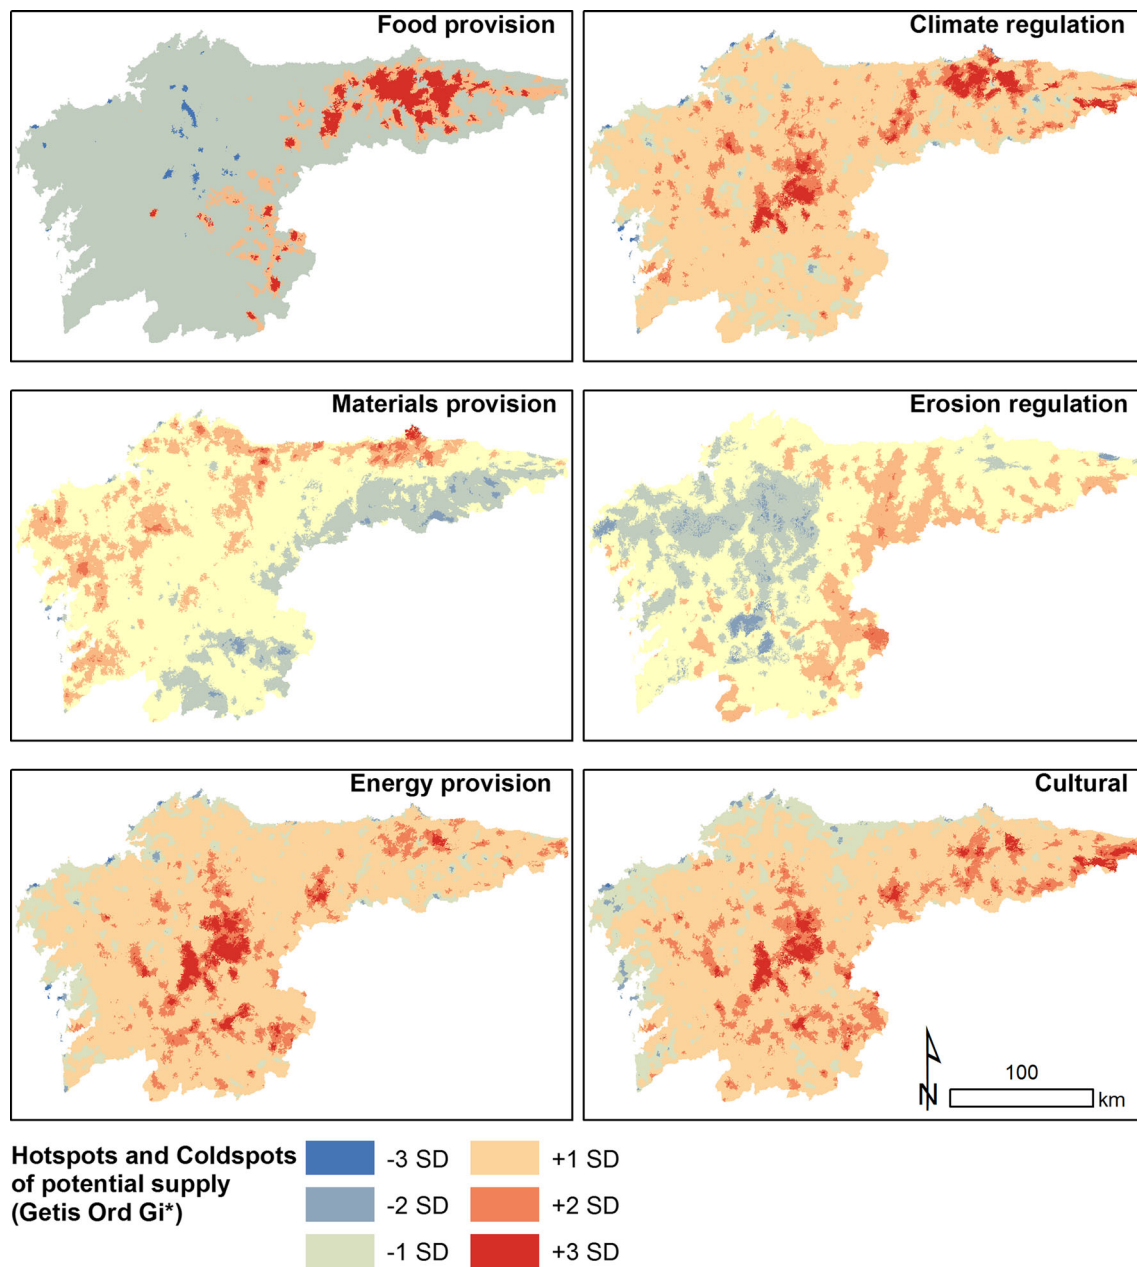 Food provision
Climate regulation
Materials provision
Erosion regulation
Energy provision
Cultural
N
100
km
Hotspots and Coldspots
of potential supply
(Getis Ord Gi*)
-3 SD
+1 SD
-2 SD
+2 SD
-1 SD
+3 SD